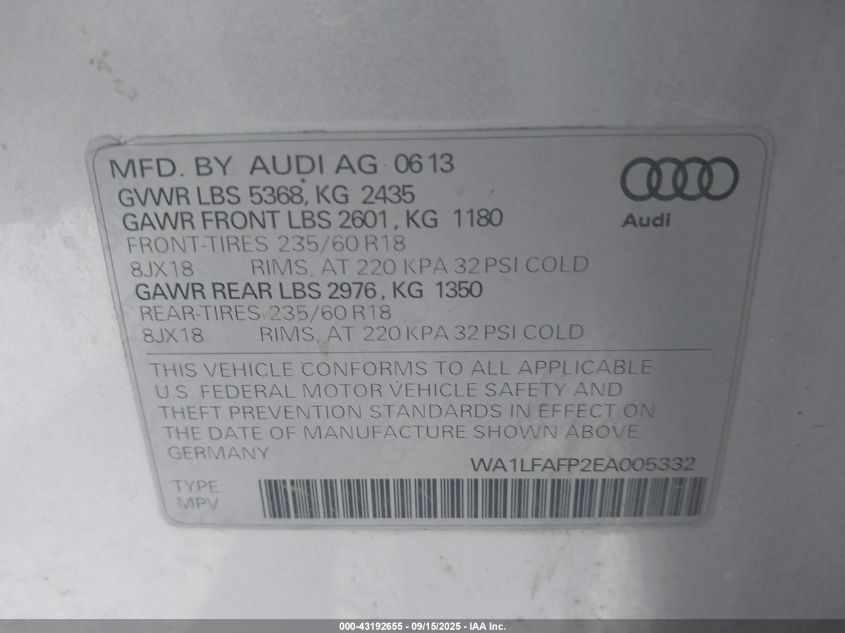 MFD. BY AUDI AG 0613
GVWR LBS 5368, KG 2435
GAWR FRONT LBS 2601, KG 1180
FRONT-TIRES 235/60 R18
8JX18 RIMS, AT 220 KPA 32 PSI COLD
GAWR REAR LBS 2976, KG 1350
REAR-TIRES 235/60 R18
8JX18 RIMS, AT 220 KPA 32 PSI COLD
Audi
THIS VEHICLE CONFORMS TO ALL APPLICABLE
U.S. FEDERAL MOTOR VEHICLE SAFETY AND
THEFT PREVENTION STANDARDS IN EFFECT ON
THE DATE OF MANUFACTURE SHOWN ABOVE
GERMANY
WA1LFAFP2EA005332
TYPE
MPV
000-43192655 - 09/15/2025 - IAA Inc.